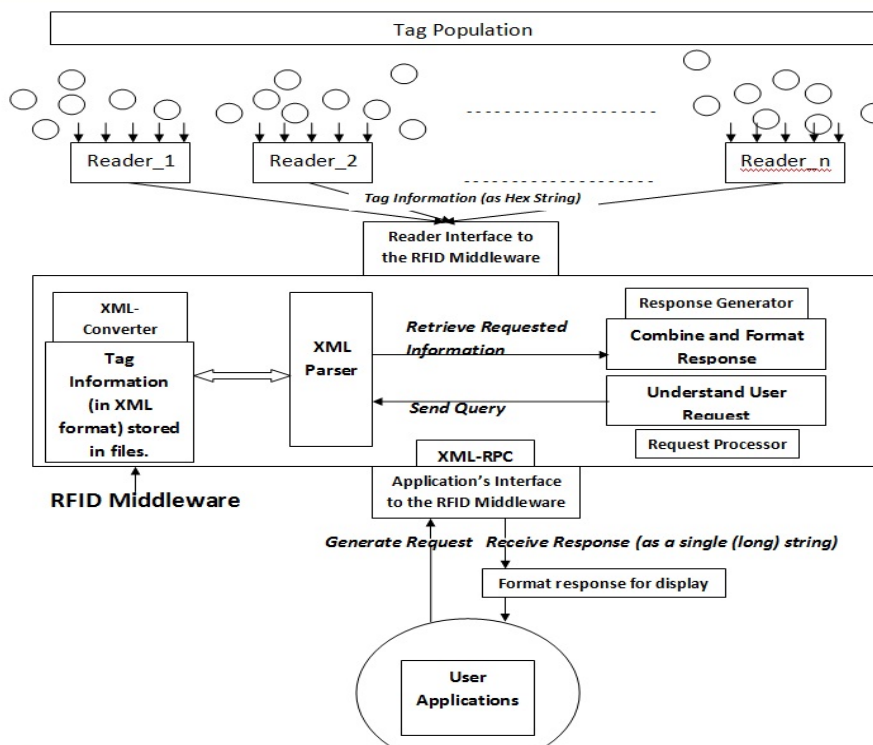 Tag Population
Reader_1
Reader_2
Reader_n
Tag Information (as Hex String)
Reader Interface to
the RFID Middleware
XML-
Converter
Tag
Information
(in XML
format) stored
in files.
XML
Parser
Retrieve Requested
Information
Send Query
Response Generator
Combine and Format
Response
Understand User
Request
Request Processor
XML-RPC
Application's Interface
to the RFID Middleware
RFID Middleware
Generate Request
Receive Response (as a single (long) string)
Format response for display
User
Applications